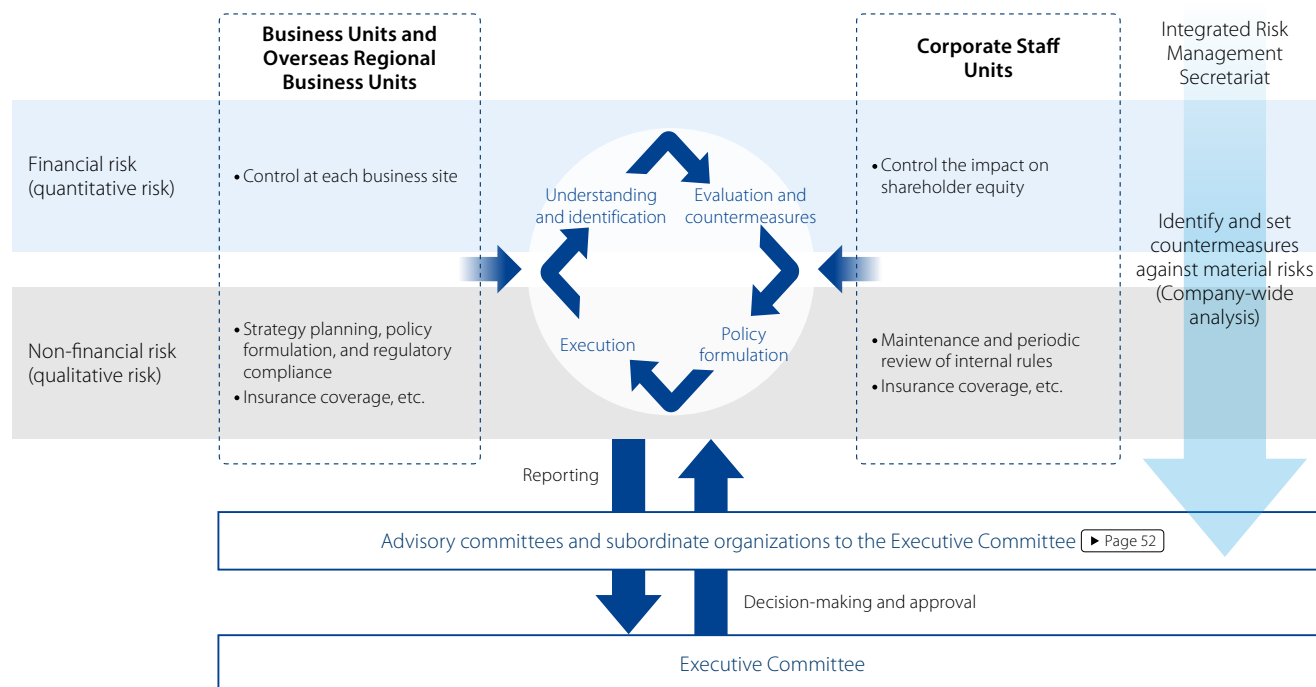 Business Units and
Overseas Regional
Business Units
Corporate Staff
Units
Integrated Risk
Management
Secretariat
Financial risk
(quantitative risk)
• Control at each business site
Understanding
and identification
Evaluation and
countermeasures
• Control the impact on
shareholder equity
Identify and set
countermeasures
against material risks
(Company-wide
analysis)
Non-financial risk
(qualitative risk)
• Strategy planning, policy
formulation, and regulatory
compliance
• Insurance coverage, etc.
Execution
Policy
formulation
• Maintenance and periodic
review of internal rules
• Insurance coverage, etc.
Reporting
Advisory committees and subordinate organizations to the Executive Committee ▶ Page 52
Decision-making and approval
Executive Committee